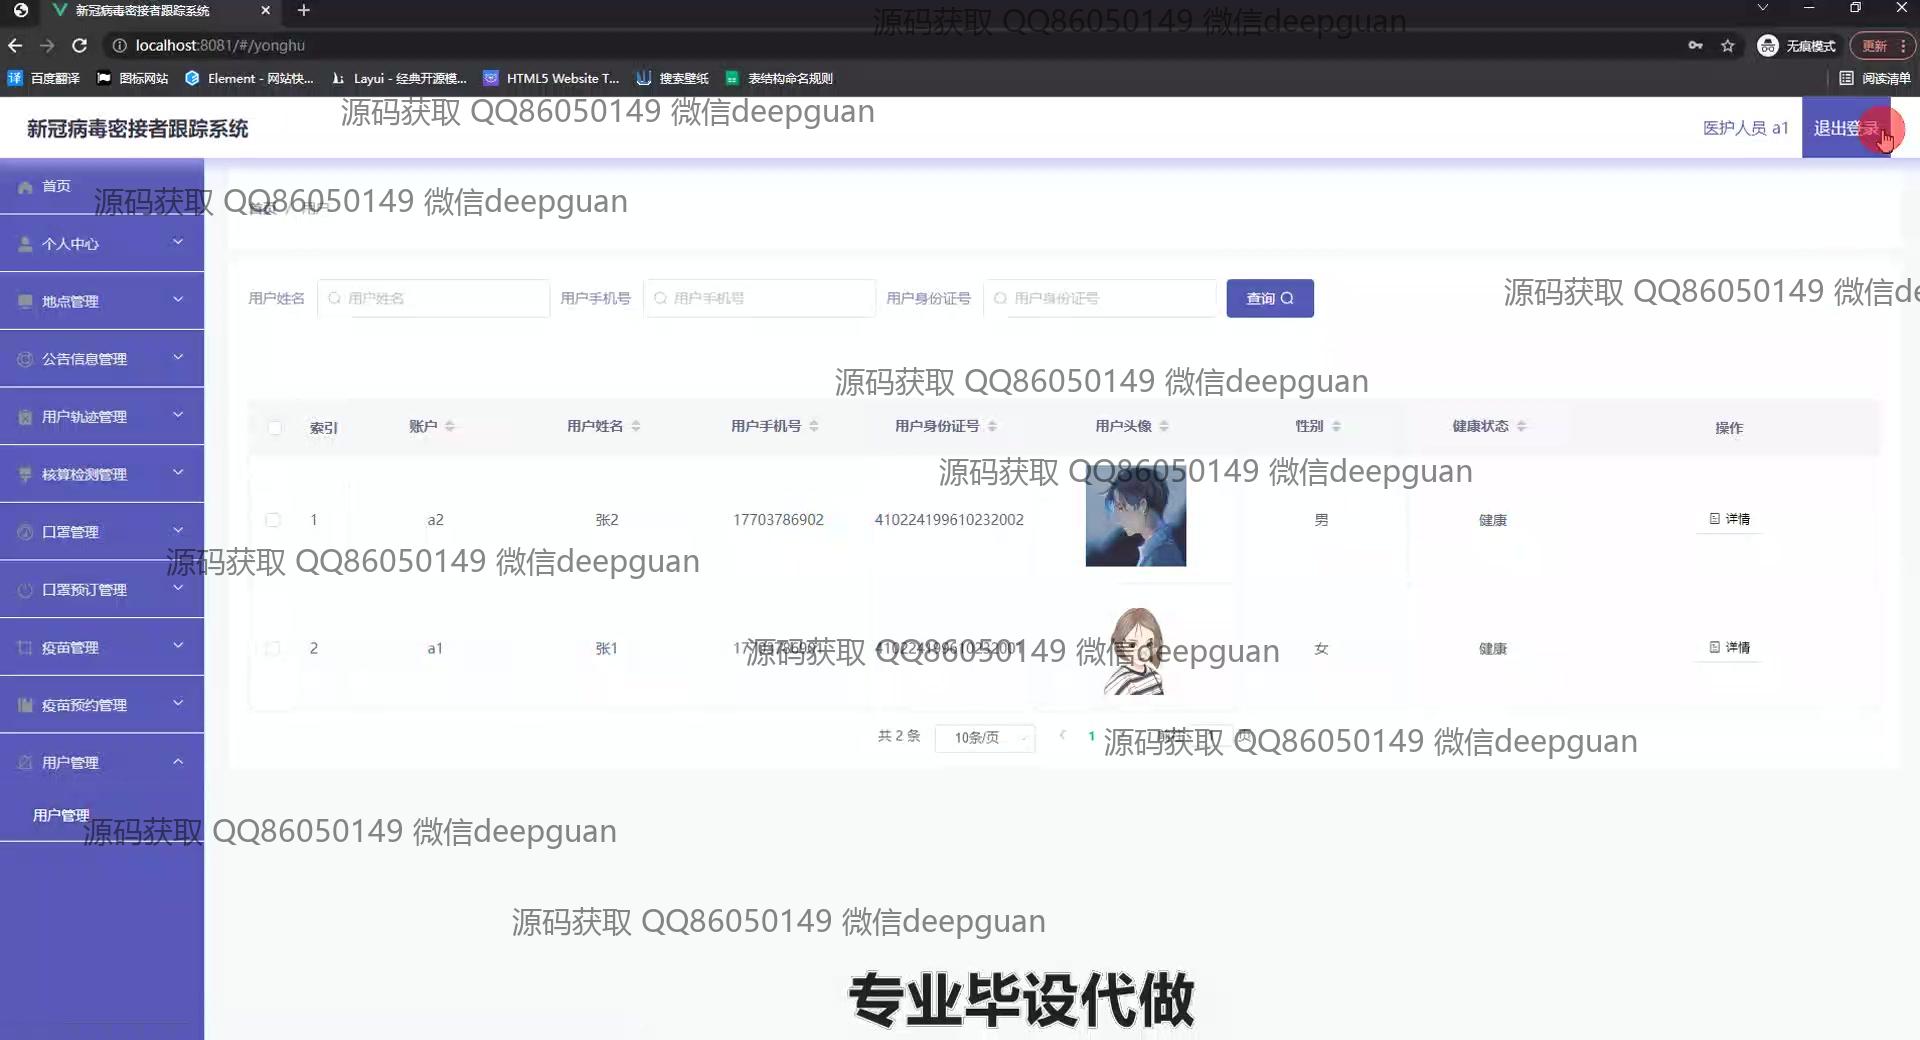 新冠病毒密接者跟踪系统
源码获取 QQ86050149 微信deepguan
localhost:8081/#/yonghu
无痕模式
更新
百度翻译
图标网站
Element - 网站快...
Layui - 经典开源模...
HTML5 Website T...
搜索壁纸
表结构命名规则
阅读清单
源码获取 QQ86050149 微信deepguan
新冠病毒密接者跟踪系统
医护人员 a1
退出登录
首页
源码获取 QQ86050149 微信deepguan
首页 / 用户
个人中心
地点管理
用户姓名 用户姓名 用户手机号 用户手机号 用户身份证号 用户身份证号 查询
源码获取 QQ86050149 微信de
公告信息管理
源码获取 QQ86050149 微信deepguan
用户轨迹管理
索引 账户 用户姓名 用户手机号 用户身份证号 用户头像 性别 健康状态 操作
核算检测管理
源码获取 QQ86050149 微信deepguan
1 a2 张2 17703786902 410224199610232002 男 健康 详情
口罩管理
源码获取 QQ86050149 微信deepguan
口罩预订管理
疫苗管理
2 a1 张1 17703786901 410224199610232001 女 健康 详情
源码获取 QQ86050149 微信deepguan
疫苗预约管理
共 2 条 10条/页 1 前往 1 页
源码获取 QQ86050149 微信deepguan
用户管理
用户管理
源码获取 QQ86050149 微信deepguan
源码获取 QQ86050149 微信deepguan
专业毕设代做